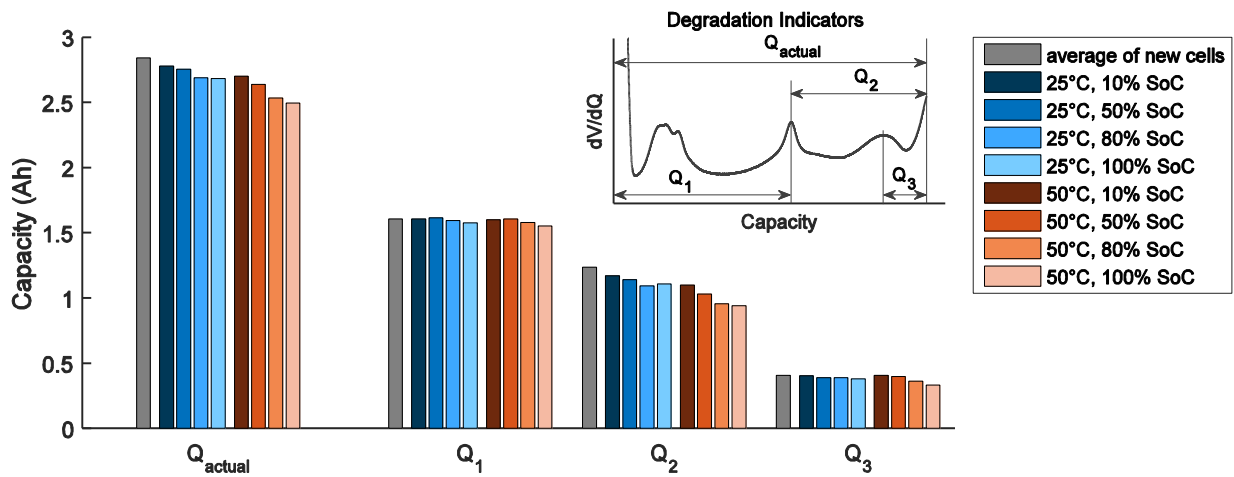 Degradation Indicators
Q_actual
Q_2
dV/dQ
Q_1
Q_3
Capacity
average of new cells
25°C, 10% SoC
25°C, 50% SoC
25°C, 80% SoC
25°C, 100% SoC
50°C, 10% SoC
50°C, 50% SoC
50°C, 80% SoC
50°C, 100% SoC
Capacity (Ah)
3
2.5
2
1.5
1
0.5
0
Q_actual
Q_1
Q_2
Q_3